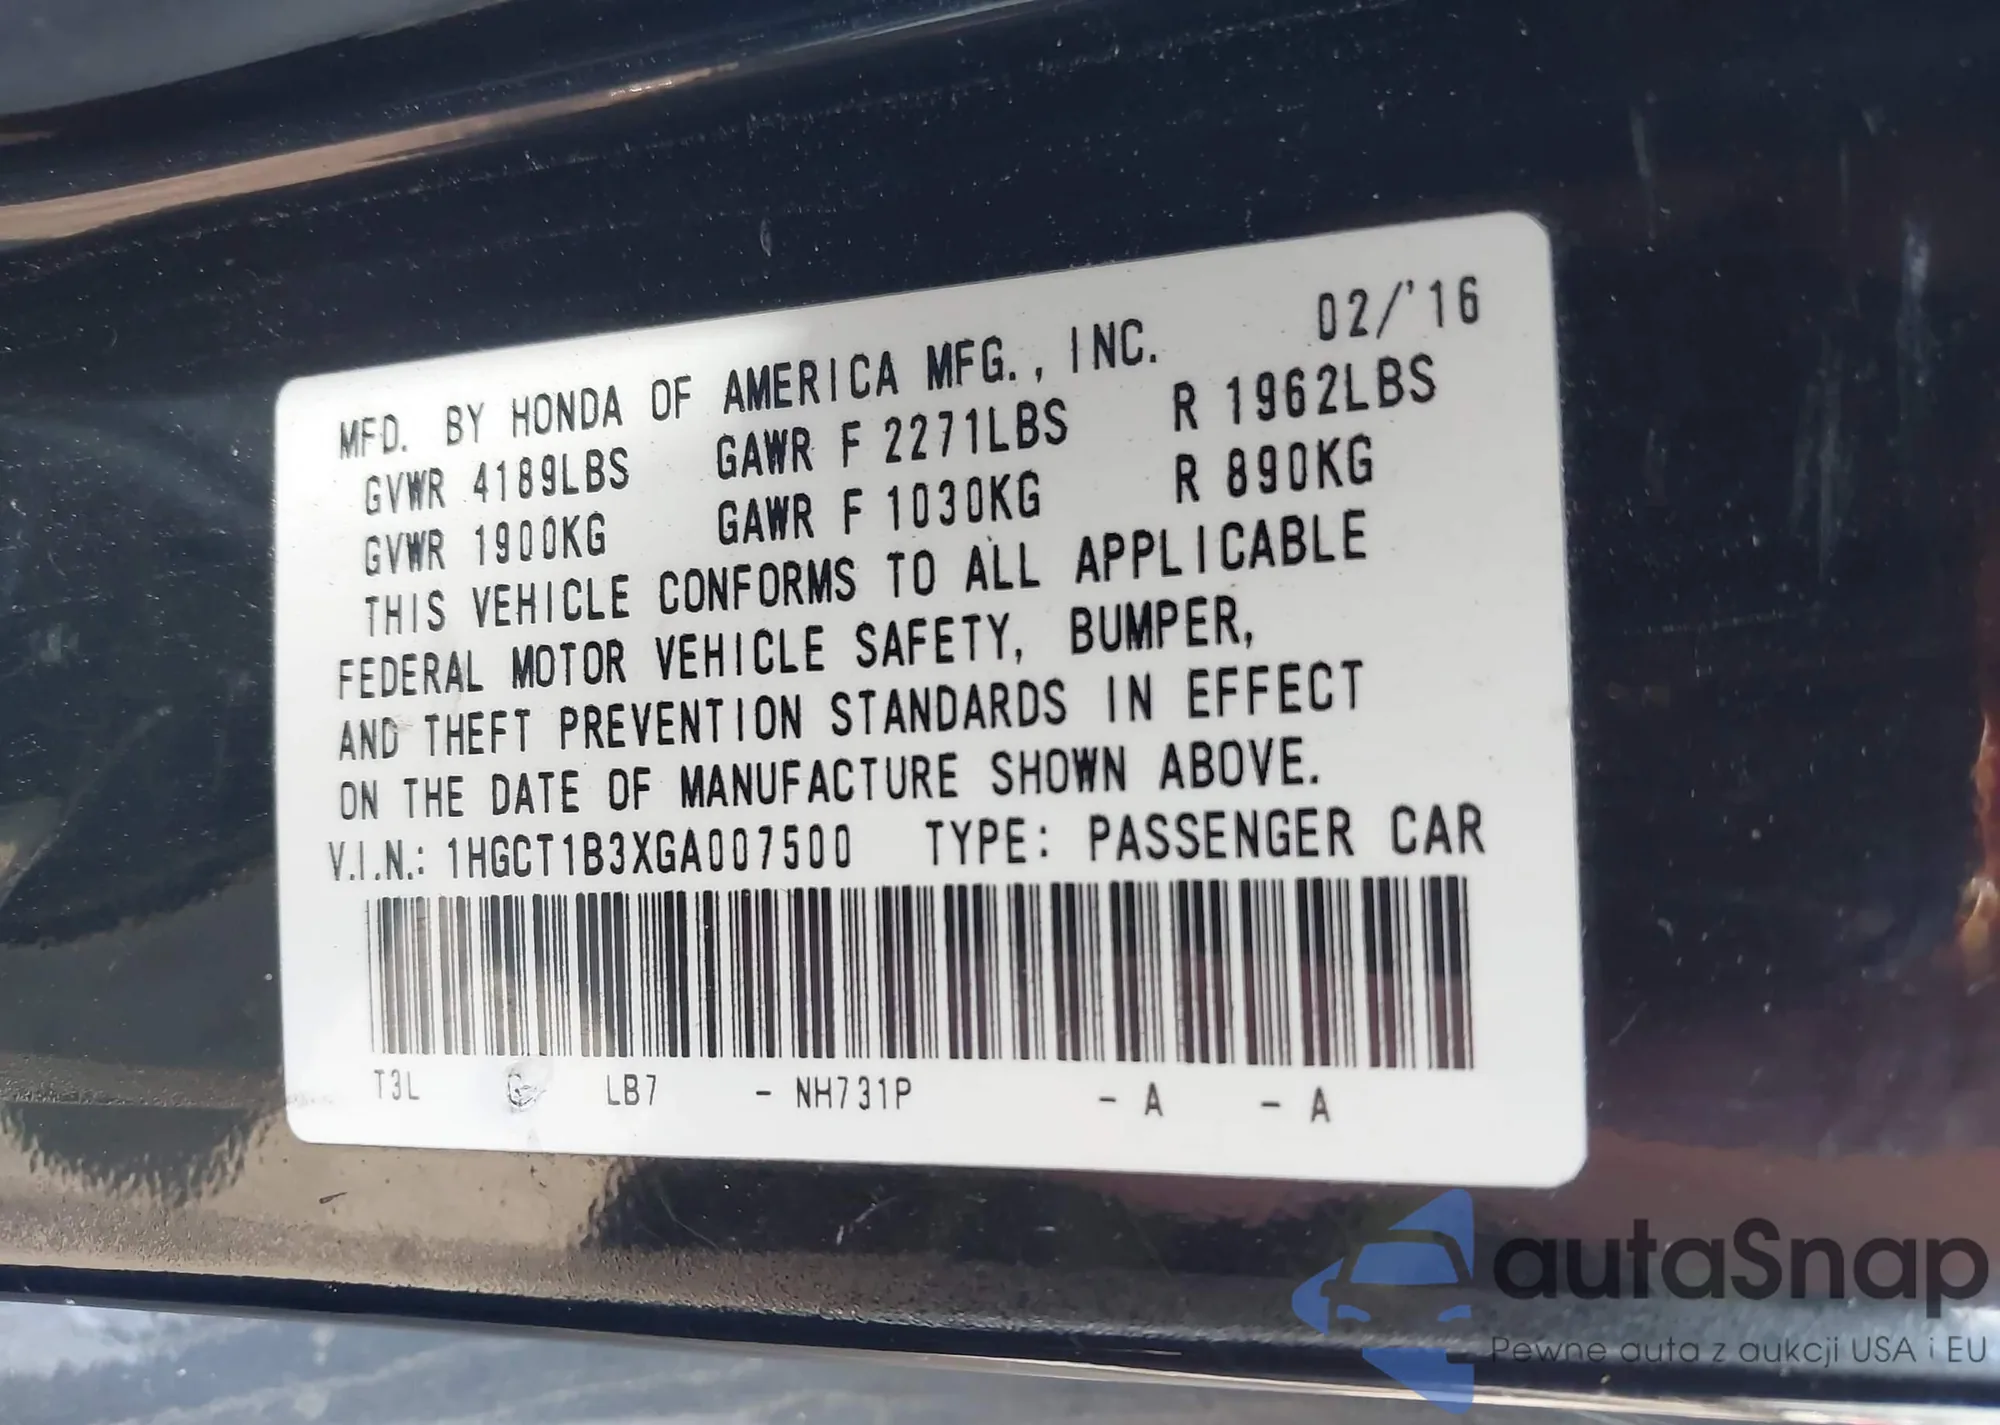 MFD. BY HONDA OF AMERICA MFG., INC. 02/'16
GVWR 4189LBS GAWR F 2271LBS R 1962LBS
GVWR 1900KG GAWR F 1030KG R 890KG
THIS VEHICLE CONFORMS TO ALL APPLICABLE
FEDERAL MOTOR VEHICLE SAFETY, BUMPER,
AND THEFT PREVENTION STANDARDS IN EFFECT
ON THE DATE OF MANUFACTURE SHOWN ABOVE.
V.I.N.: 1HGCT1B3XGA007500 TYPE: PASSENGER CAR
T3L G LB7 - NH731P - A - A
autaSnap
Pewne auta z aukcji USA i EU